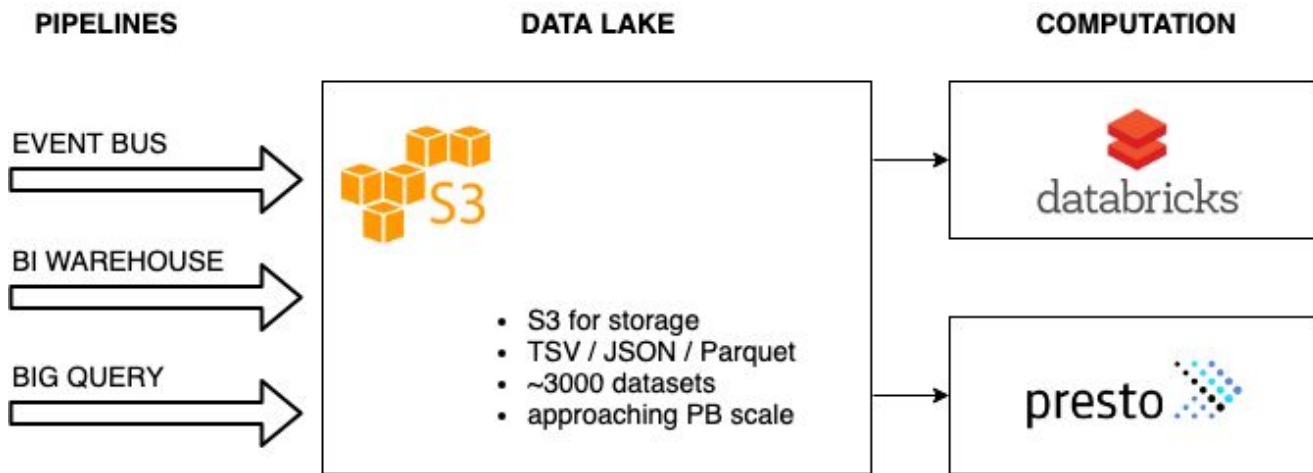 PIPELINES
DATA LAKE
COMPUTATION
EVENT BUS
BI WAREHOUSE
BIG QUERY
S3
• S3 for storage
• TSV / JSON / Parquet
• ~3000 datasets
• approaching PB scale
databricks
presto